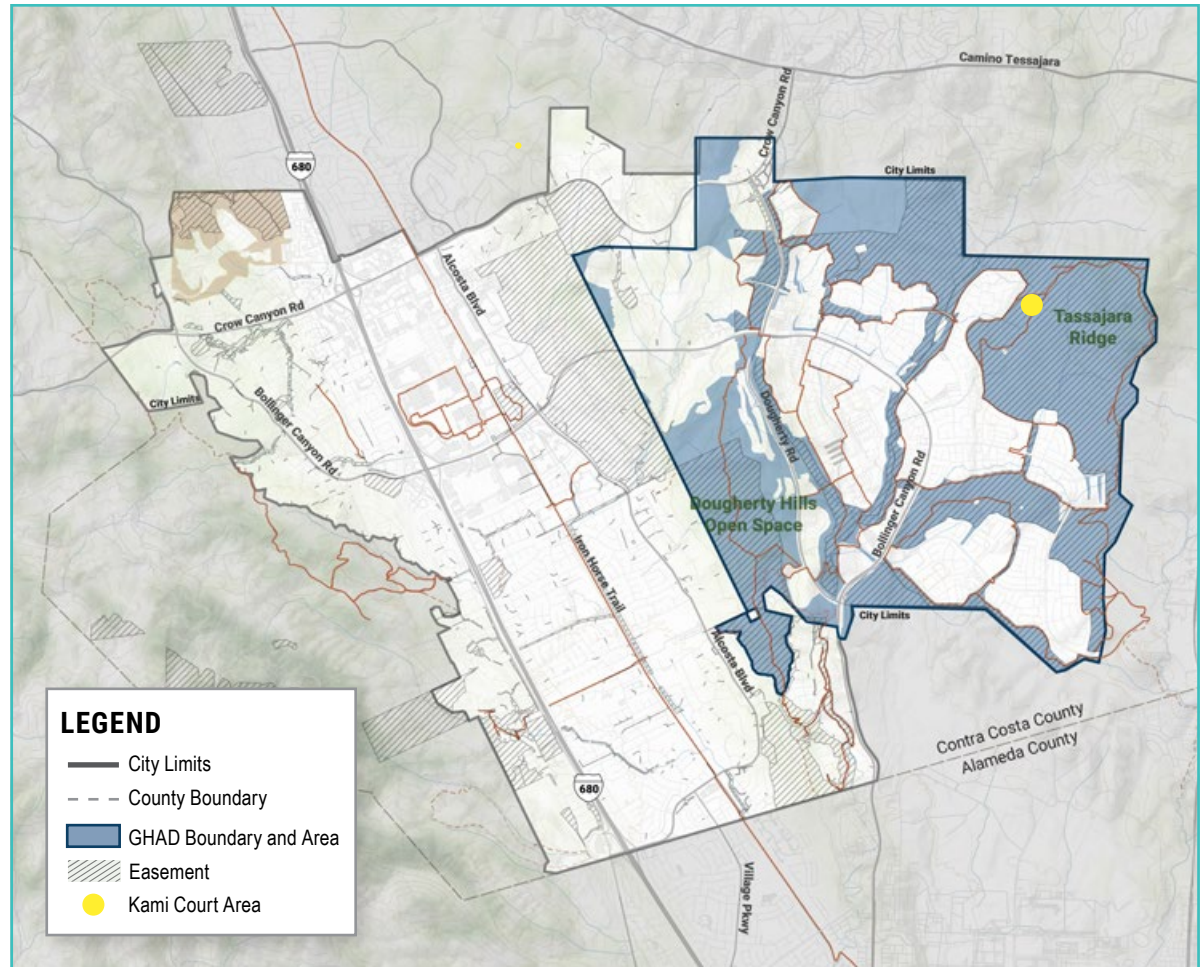 Camino Tessajara
Crow Canyon Rd
680
City Limits
Alcosta Blvd
Crow Canyon Rd
Tassajara
Ridge
City Limits
Bollinger Canyon Rd
Dougherty Rd
Dougherty Hills
Open Space
Bollinger Canyon Rd
Iron Horse Trail
City Limits
Alcosta Blvd
Contra Costa County
Alameda County
680
Village Pkwy
LEGEND
City Limits
County Boundary
GHAD Boundary and Area
Easement
Kami Court Area